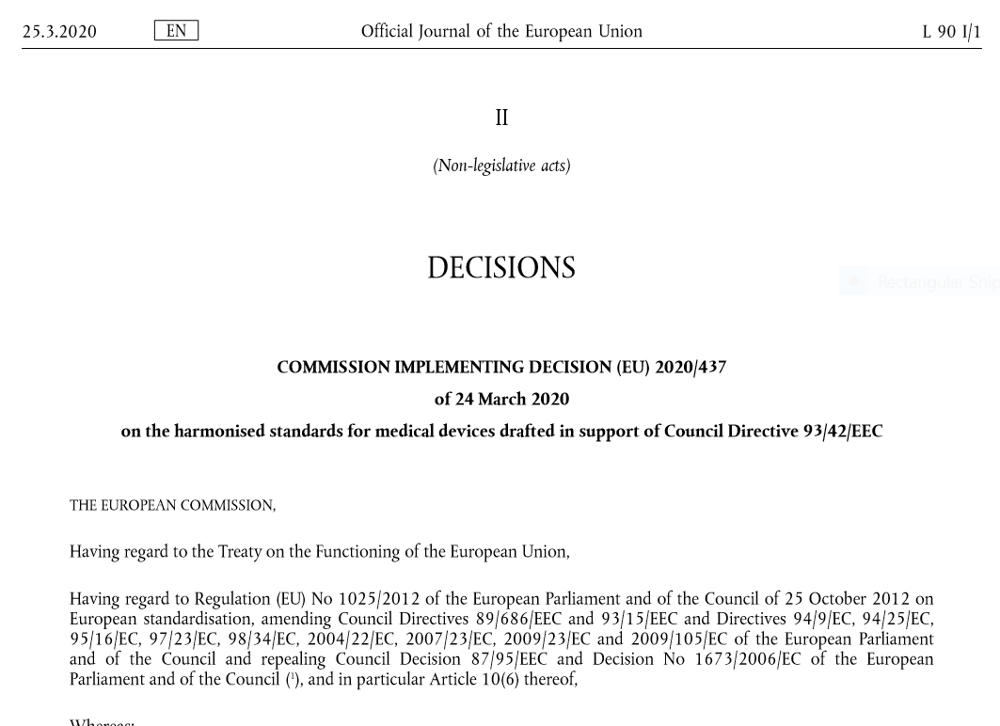 25.3.2020 EN Official Journal of the European Union L 90 I/1
II
(Non-legislative acts)
DECISIONS
Rectangular Snip
COMMISSION IMPLEMENTING DECISION (EU) 2020/437
of 24 March 2020
on the harmonised standards for medical devices drafted in support of Council Directive 93/42/EEC
THE EUROPEAN COMMISSION,
Having regard to the Treaty on the Functioning of the European Union,
Having regard to Regulation (EU) No 1025/2012 of the European Parliament and of the Council of 25 October 2012 on
European standardisation, amending Council Directives 89/686/EEC and 93/15/EEC and Directives 94/9/EC, 94/25/EC,
95/16/EC, 97/23/EC, 98/34/EC, 2004/22/EC, 2007/23/EC, 2009/23/EC and 2009/105/EC of the European Parliament
and of the Council and repealing Council Decision 87/95/EEC and Decision No 1673/2006/EC of the European
Parliament and of the Council (¹), and in particular Article 10(6) thereof,
Whereas: